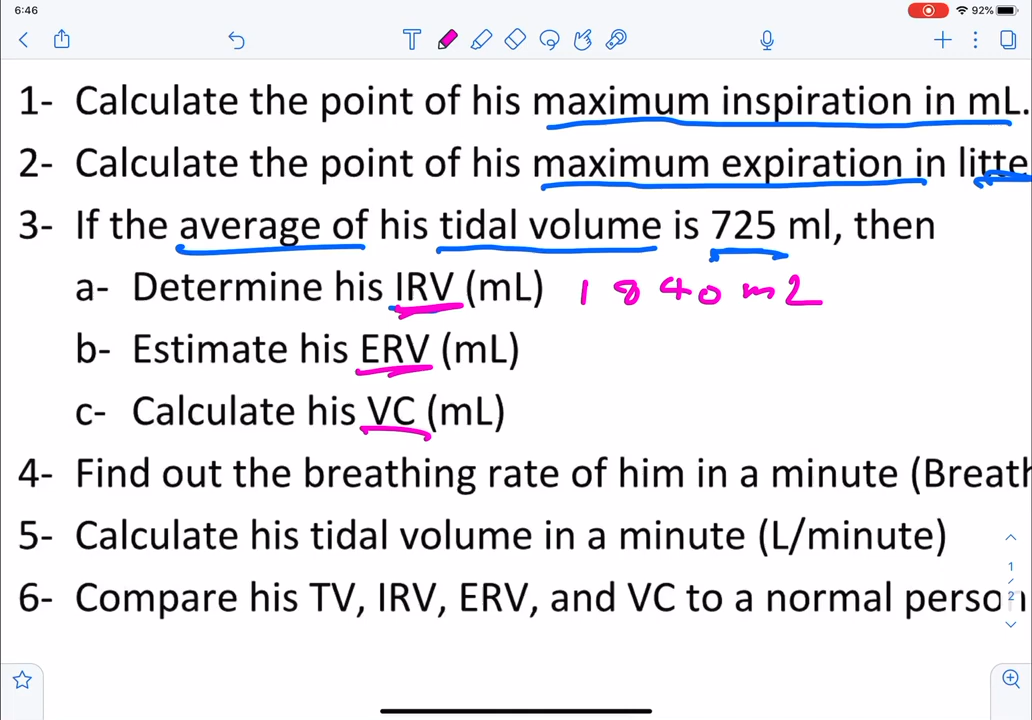 6:46
92%
1- Calculate the point of his maximum inspiration in mL.
2- Calculate the point of his maximum expiration in litte
3- If the average of his tidal volume is 725 ml, then
a- Determine his IRV (mL) 1840 mL
b- Estimate his ERV (mL)
c- Calculate his VC (mL)
4- Find out the breathing rate of him in a minute (Breath
5- Calculate his tidal volume in a minute (L/minute)
1
/
2
6- Compare his TV, IRV, ERV, and VC to a normal person